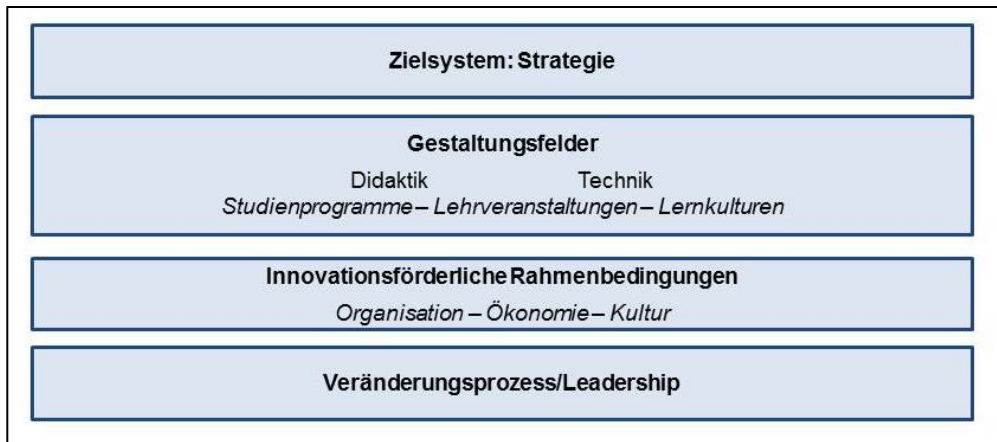 Zielsystem: Strategie
Gestaltungsfelder
Didaktik Technik
Studienprogramme – Lehrveranstaltungen – Lernkulturen
Innovationsförderliche Rahmenbedingungen
Organisation – Ökonomie – Kultur
Veränderungsprozess/Leadership